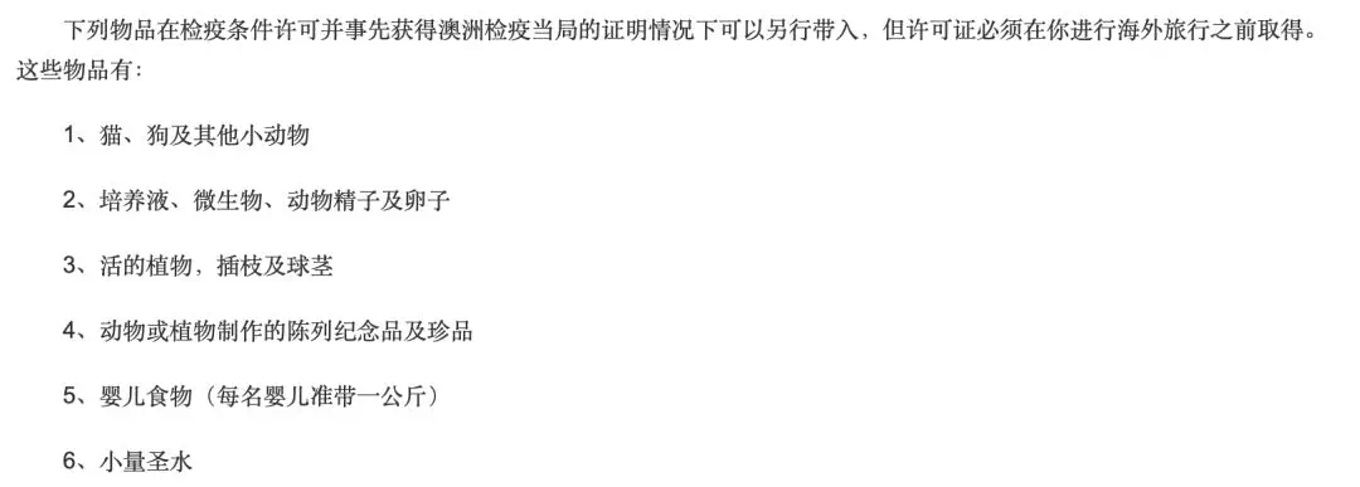 下列物品在检疫条件许可并事先获得澳洲检疫当局的证明情况下可以另行带入，但许可证必须在你进行海外旅行之前取得。
这些物品有：
1、猫、狗及其他小动物
2、培养液、微生物、动物精子及卵子
3、活的植物，插枝及球茎
4、动物或植物制作的陈列纪念品及珍品
5、婴儿食物（每名婴儿准带一公斤）
6、小量圣水